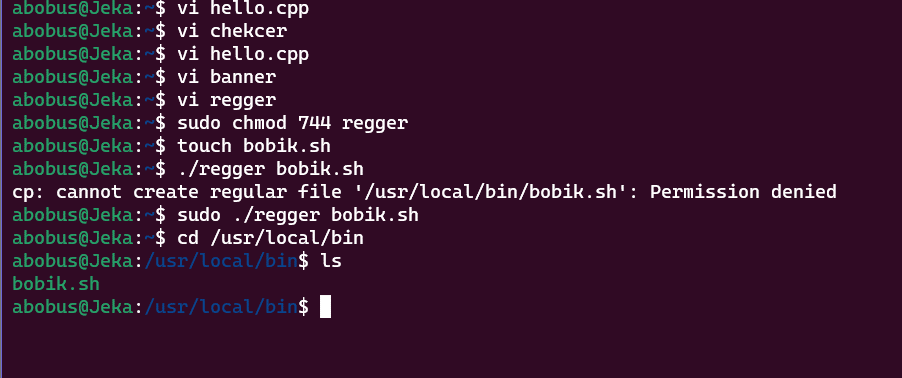 abobus@Jeka:~$ vi hello.cpp
abobus@Jeka:~$ vi chekcer
abobus@Jeka:~$ vi hello.cpp
abobus@Jeka:~$ vi banner
abobus@Jeka:~$ vi regger
abobus@Jeka:~$ sudo chmod 744 regger
abobus@Jeka:~$ touch bobik.sh
abobus@Jeka:~$ ./regger bobik.sh
cp: cannot create regular file '/usr/local/bin/bobik.sh': Permission denied
abobus@Jeka:~$ sudo ./regger bobik.sh
abobus@Jeka:~$ cd /usr/local/bin
abobus@Jeka:/usr/local/bin$ ls
bobik.sh
abobus@Jeka:/usr/local/bin$